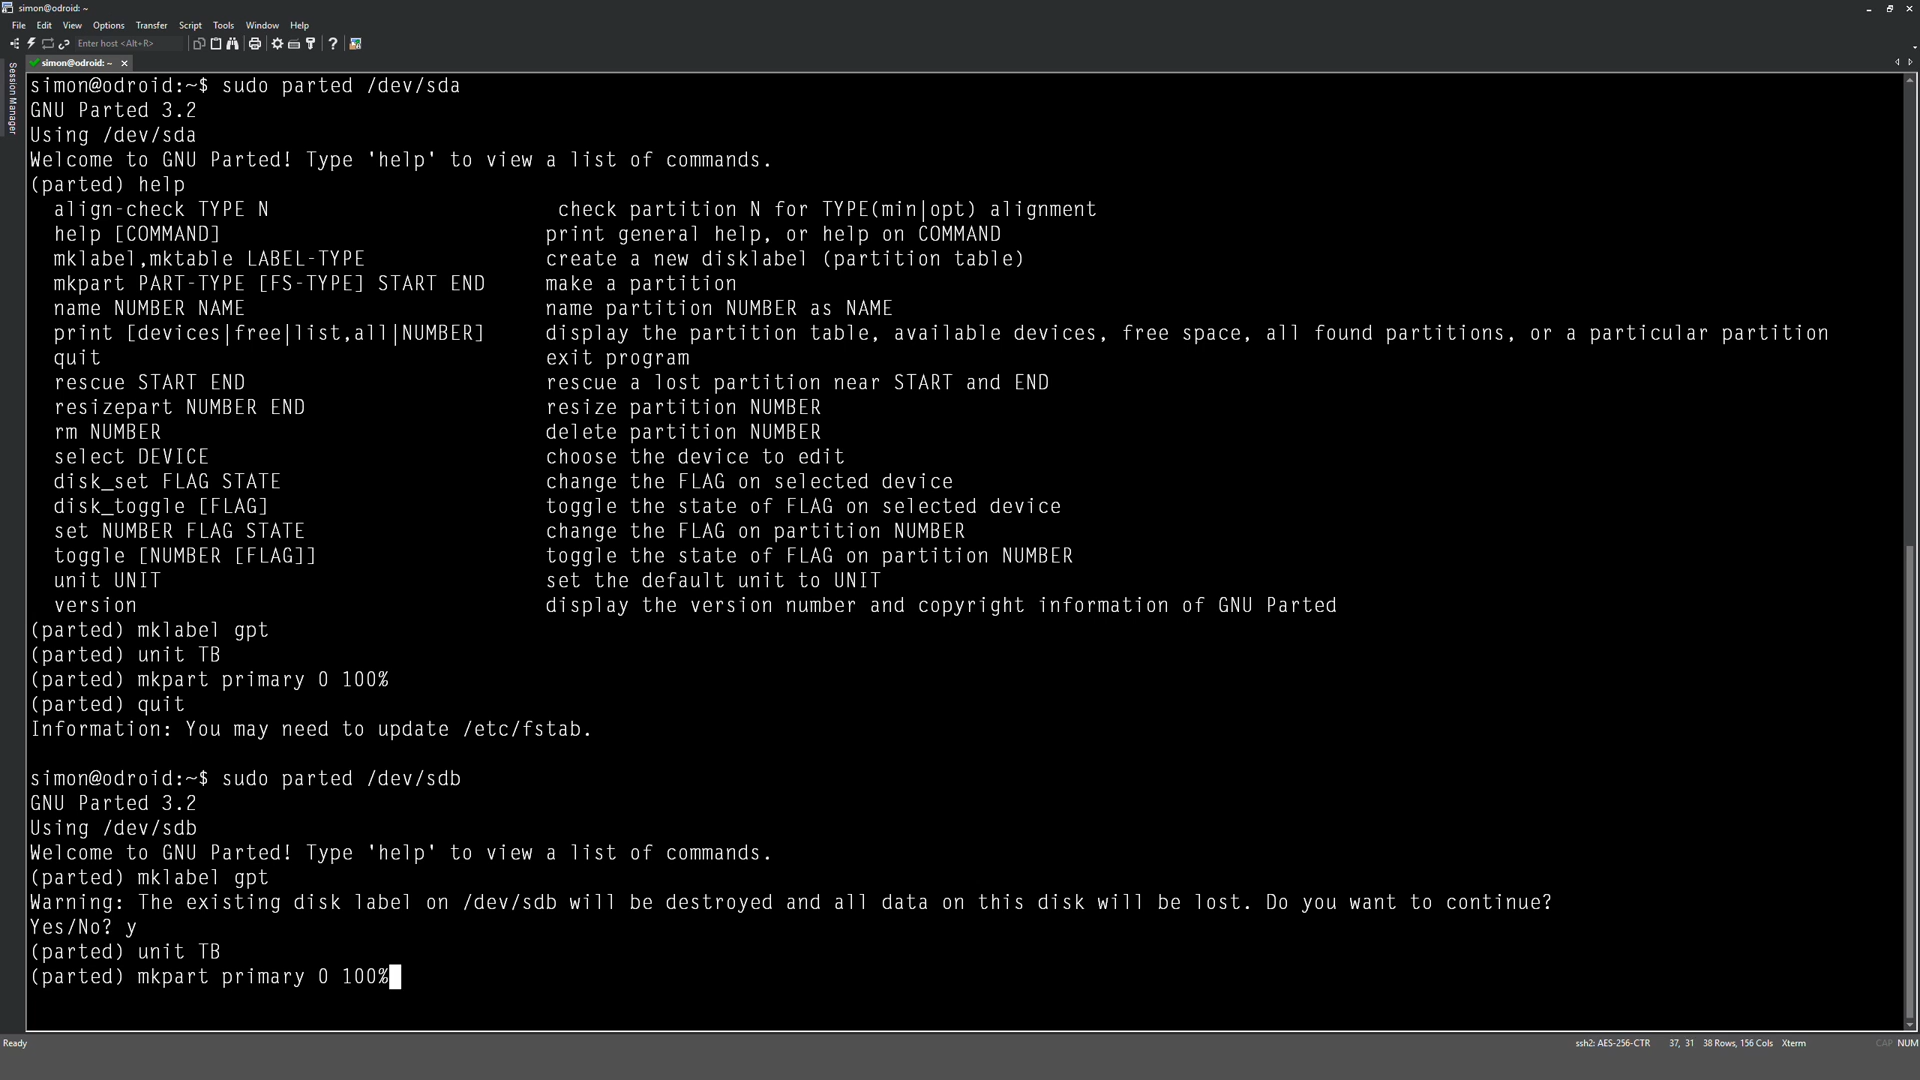 simon@odroid: ~
File Edit View Options Transfer Script Tools Window Help
Enter host <Alt+R>
simon@odroid: ~
Session Manager
simon@odroid:~$ sudo parted /dev/sda
GNU Parted 3.2
Using /dev/sda
Welcome to GNU Parted! Type 'help' to view a list of commands.
(parted) help
align-check TYPE N check partition N for TYPE(min|opt) alignment
help [COMMAND] print general help, or help on COMMAND
mklabel,mktable LABEL-TYPE create a new disklabel (partition table)
mkpart PART-TYPE [FS-TYPE] START END make a partition
name NUMBER NAME name partition NUMBER as NAME
print [devices|free|list,all|NUMBER] display the partition table, available devices, free space, all found partitions, or a particular partition
quit exit program
rescue START END rescue a lost partition near START and END
resizepart NUMBER END resize partition NUMBER
rm NUMBER delete partition NUMBER
select DEVICE choose the device to edit
disk_set FLAG STATE change the FLAG on selected device
disk_toggle [FLAG] toggle the state of FLAG on selected device
set NUMBER FLAG STATE change the FLAG on partition NUMBER
toggle [NUMBER [FLAG]] toggle the state of FLAG on partition NUMBER
unit UNIT set the default unit to UNIT
version display the version number and copyright information of GNU Parted
(parted) mklabel gpt
(parted) unit TB
(parted) mkpart primary 0 100%
(parted) quit
Information: You may need to update /etc/fstab.
simon@odroid:~$ sudo parted /dev/sdb
GNU Parted 3.2
Using /dev/sdb
Welcome to GNU Parted! Type 'help' to view a list of commands.
(parted) mklabel gpt
Warning: The existing disk label on /dev/sdb will be destroyed and all data on this disk will be lost. Do you want to continue?
Yes/No? y
(parted) unit TB
(parted) mkpart primary 0 100%
Ready ssh2: AES-256-CTR 37, 31 38 Rows, 156 Cols Xterm CAP NUM